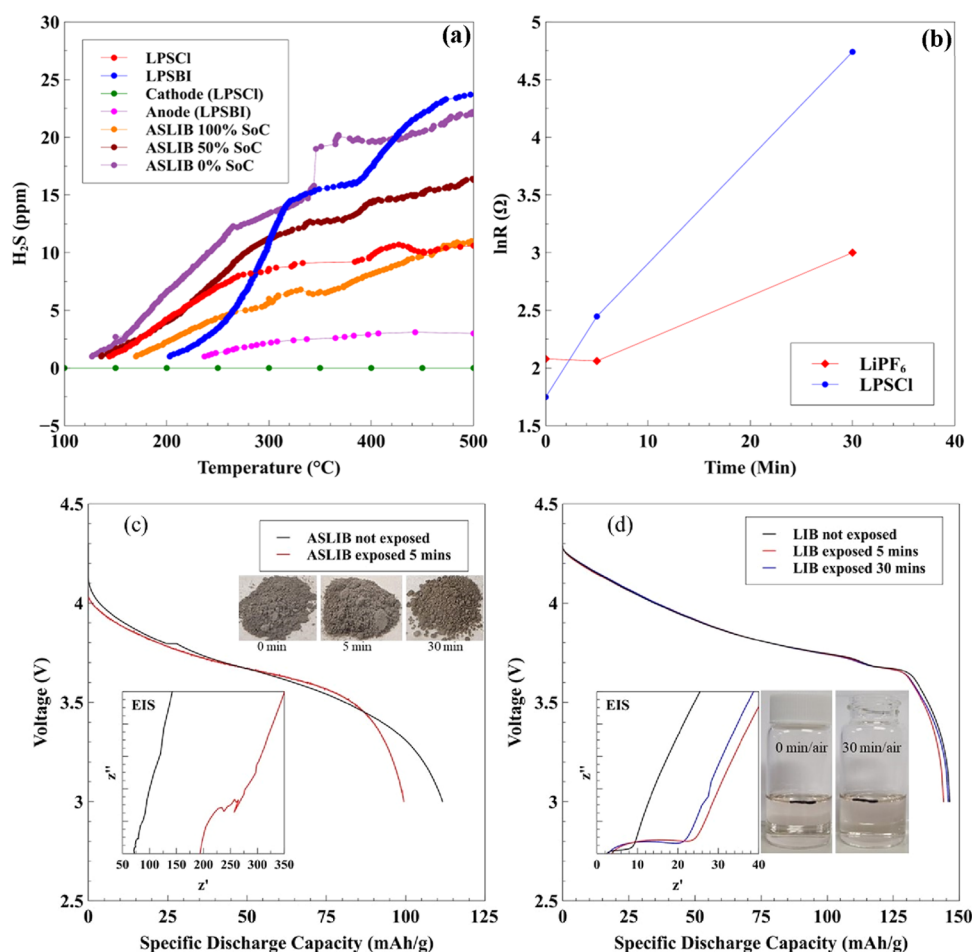 (a)
30
25
20
15
10
5
0
−5
H₂S (ppm)
LPSCl
LPSBI
Cathode (LPSCl)
Anode (LPSBI)
ASLIB 100% SoC
ASLIB 50% SoC
ASLIB 0% SoC
100 200 300 400 500
Temperature (°C)
(b)
5
4.5
4
3.5
3
2.5
2
1.5
lnR (Ω)
LiPF₆
LPSCl
0 10 20 30 40
Time (Min)
(c)
4.5
4
3.5
3
2.5
Voltage (V)
ASLIB not exposed
ASLIB exposed 5 mins
0 min 5 min 30 min
EIS
z''
50 100 150 200 250 300 350
z'
0 25 50 75 100 125
Specific Discharge Capacity (mAh/g)
(d)
4.5
4
3.5
3
2.5
Voltage (V)
LIB not exposed
LIB exposed 5 mins
LIB exposed 30 mins
EIS
z''
0 10 20 30 40
z'
0 min/air 30 min/air
0 25 50 75 100 125 150
Specific Discharge Capacity (mAh/g)